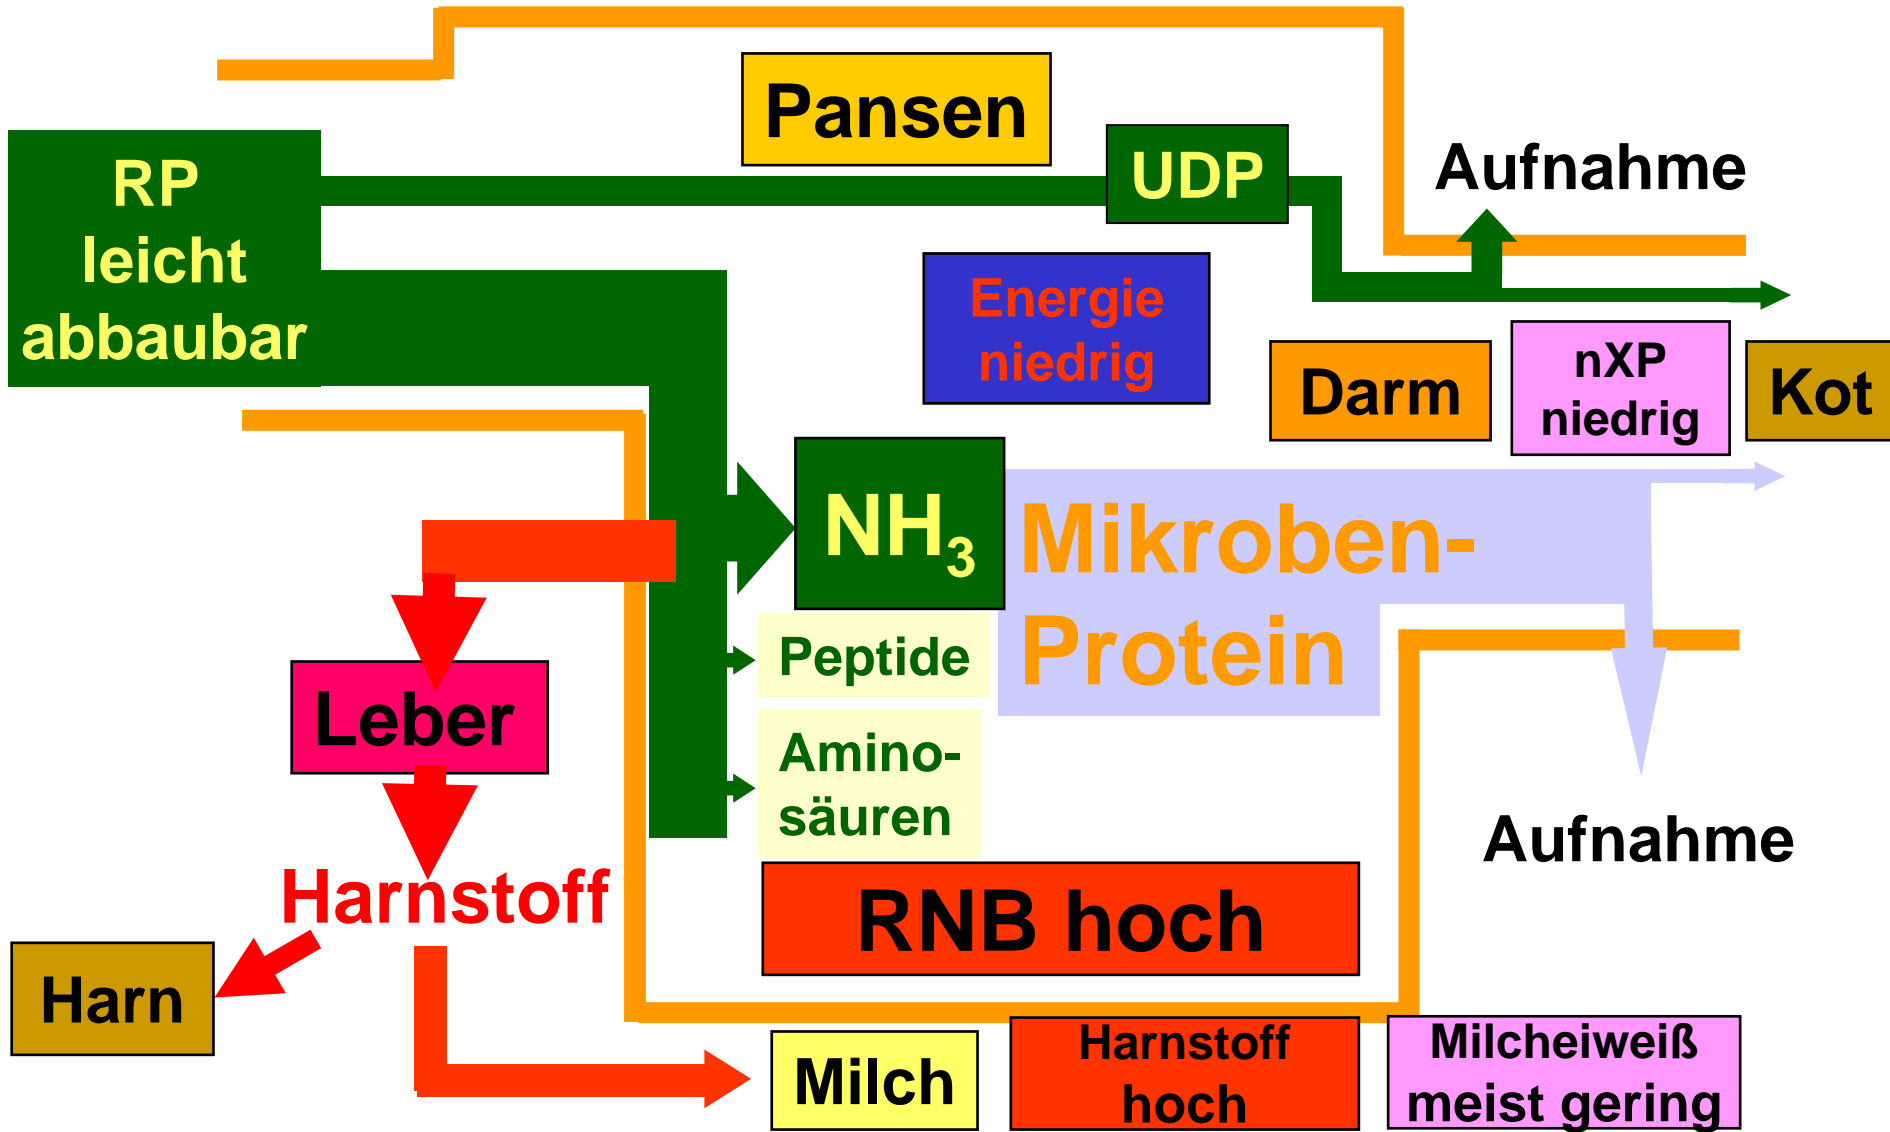 Pansen
RP
leicht
abbaubar
UDP
Aufnahme
Energie
niedrig
Darm
nXP
niedrig
Kot
NH₃
Mikroben-
Protein
Peptide
Amino-
säuren
Leber
Aufnahme
Harnstoff
RNB hoch
Harn
Milch
Harnstoff
hoch
Milcheiweiß
meist gering